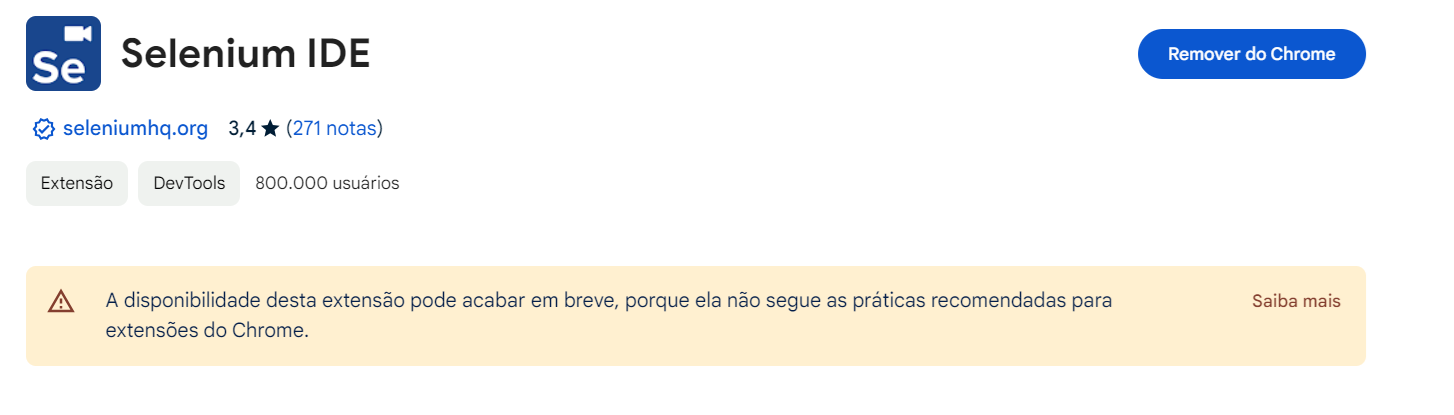 Se
Selenium IDE
Remover do Chrome
seleniumhq.org 3,4 ★ (271 notas)
Extensão DevTools 800.000 usuários
A disponibilidade desta extensão pode acabar em breve, porque ela não segue as práticas recomendadas para
extensões do Chrome.
Saiba mais